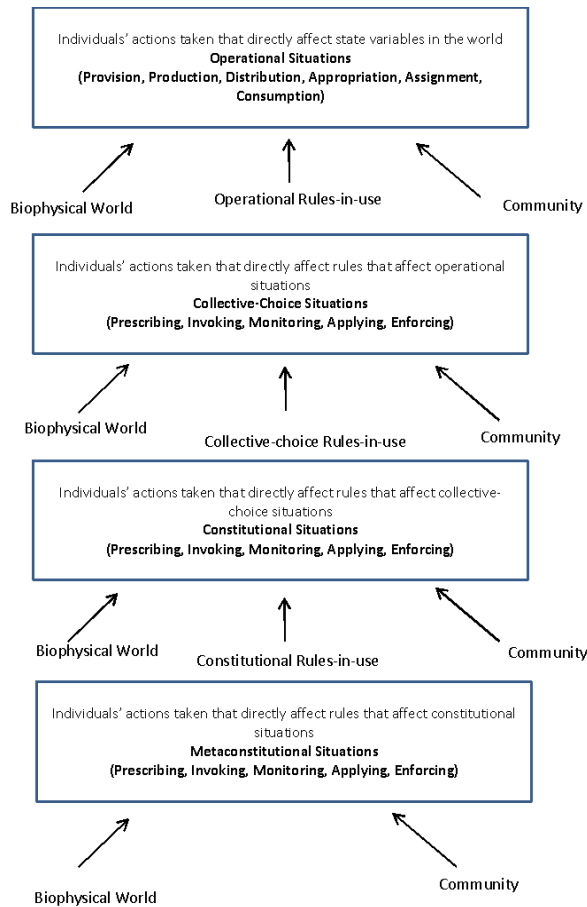 Individuals' actions taken that directly affect state variables in the world
Operational Situations
(Provision, Production, Distribution, Appropriation, Assignment,
Consumption)
Biophysical World
Operational Rules-in-use
Community
Individuals' actions taken that directly affect rules that affect operational
situations
Collective-Choice Situations
(Prescribing, Invoking, Monitoring, Applying, Enforcing)
Biophysical World
Collective-choice Rules-in-use
Community
Individuals' actions taken that directly affect rules that affect collective-
choice situations
Constitutional Situations
(Prescribing, Invoking, Monitoring, Applying, Enforcing)
Biophysical World
Constitutional Rules-in-use
Community
Individuals' actions taken that directly affect rules that affect constitutional
situations
Metaconstitutional Situations
(Prescribing, Invoking, Monitoring, Applying, Enforcing)
Biophysical World
Community